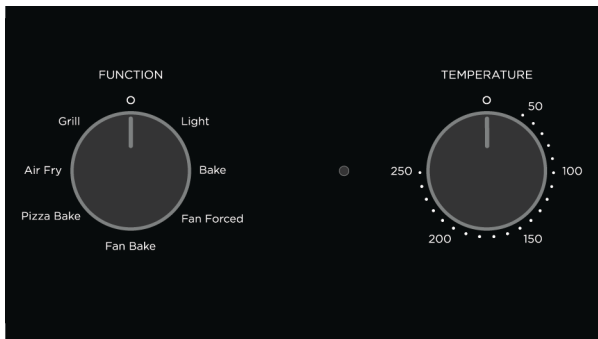 FUNCTION
Grill
Light
Air Fry
Bake
Pizza Bake
Fan Forced
Fan Bake
TEMPERATURE
50
250
100
200
150